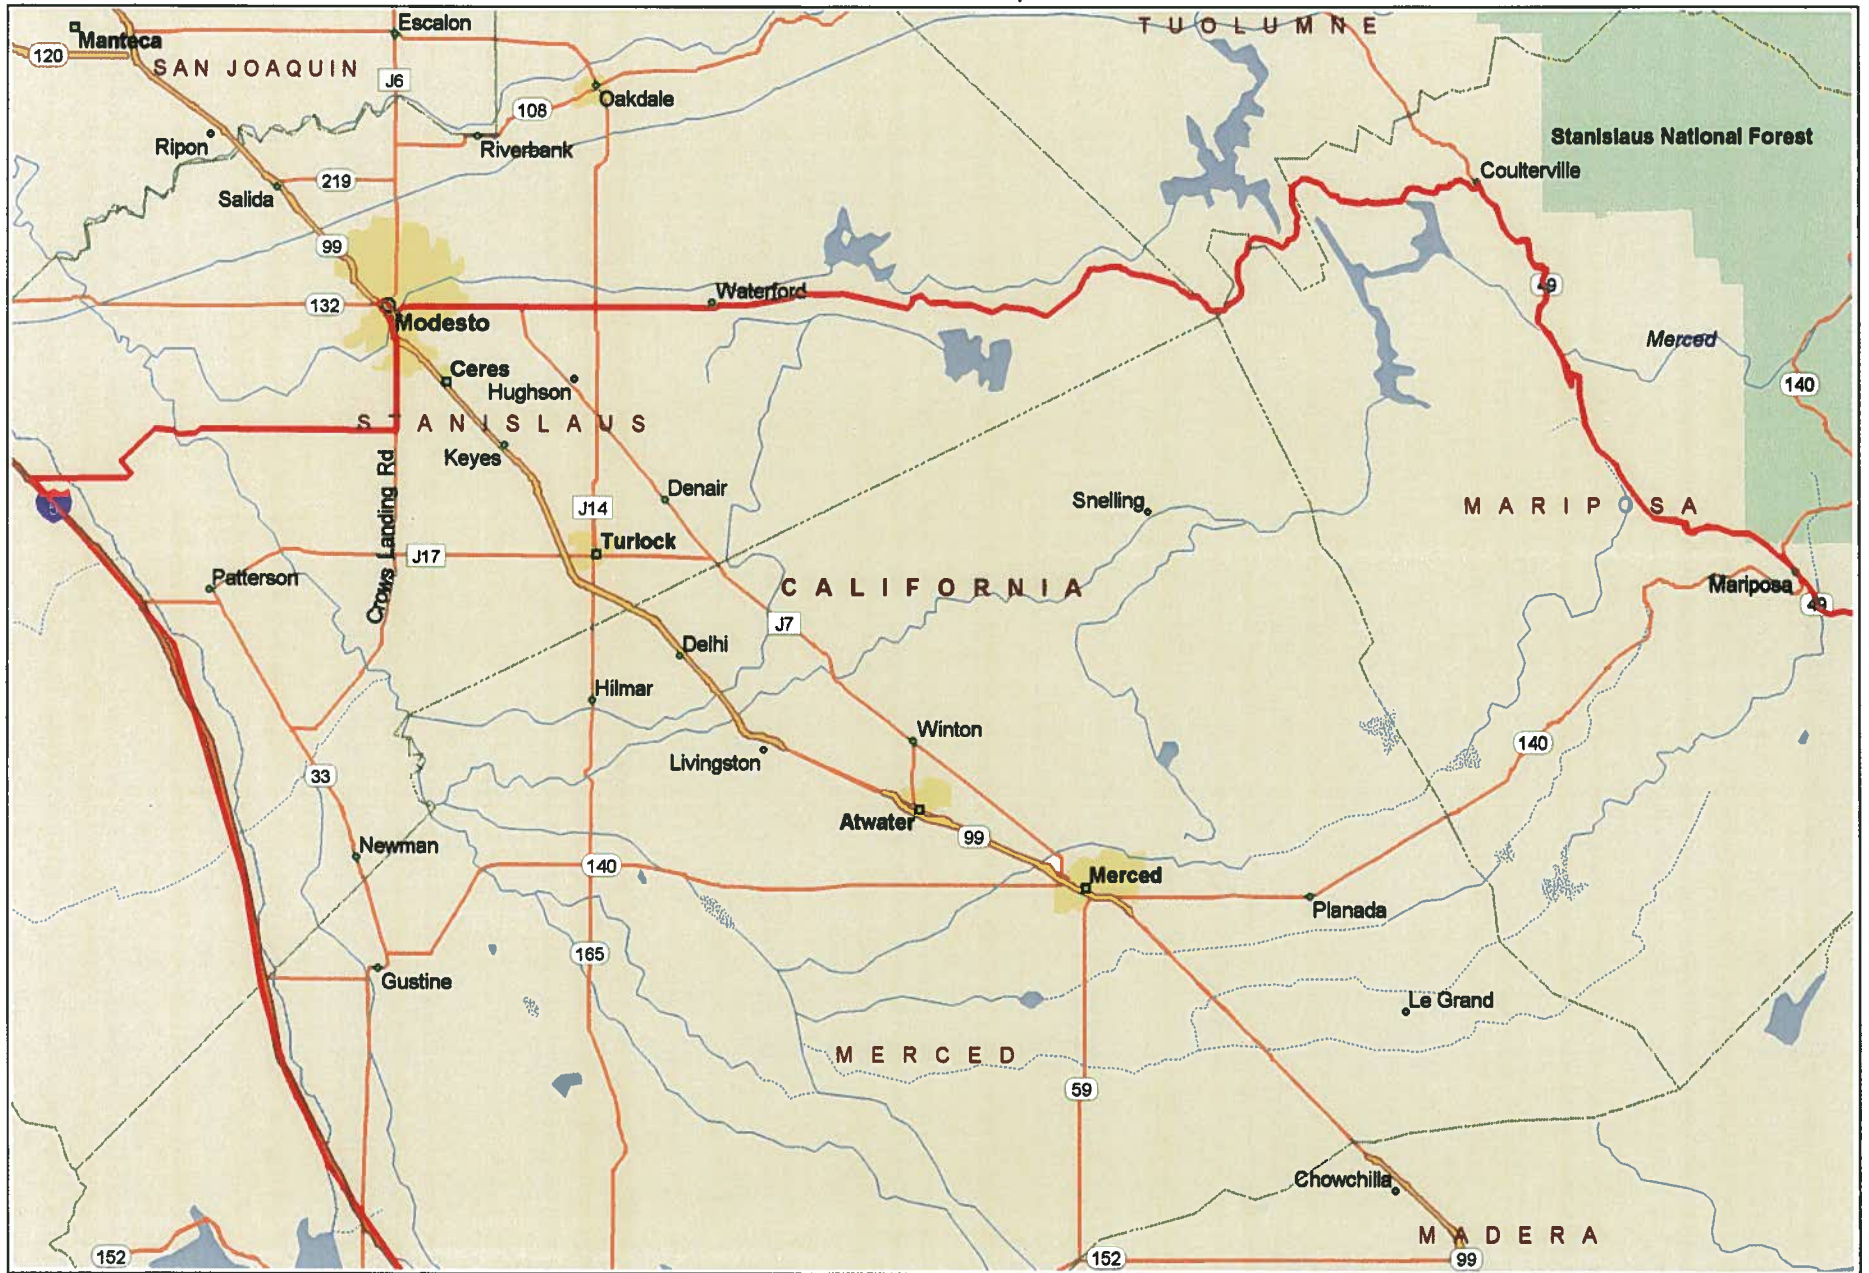 TUOLUMNE
Escalon
Manteca
120
SAN JOAQUIN
J6
Oakdale
108
Stanislaus National Forest
Ripon
Riverbank
Coulterville
219
Salida
99
49
132
Waterford
Modesto
Merced
Ceres
Hughson
140
STANISLAUS
Keyes
Crows Landing Rd
Denair
Snelling
MARIPOSA
5
J14
Turlock
J17
Patterson
CALIFORNIA
Mariposa
49
J7
Delhi
Hilmar
Winton
Livingston
140
33
Atwater
99
Newman
140
Merced
Planada
165
Gustine
Le Grand
MERCED
59
Chowchilla
MADERA
152
152
99